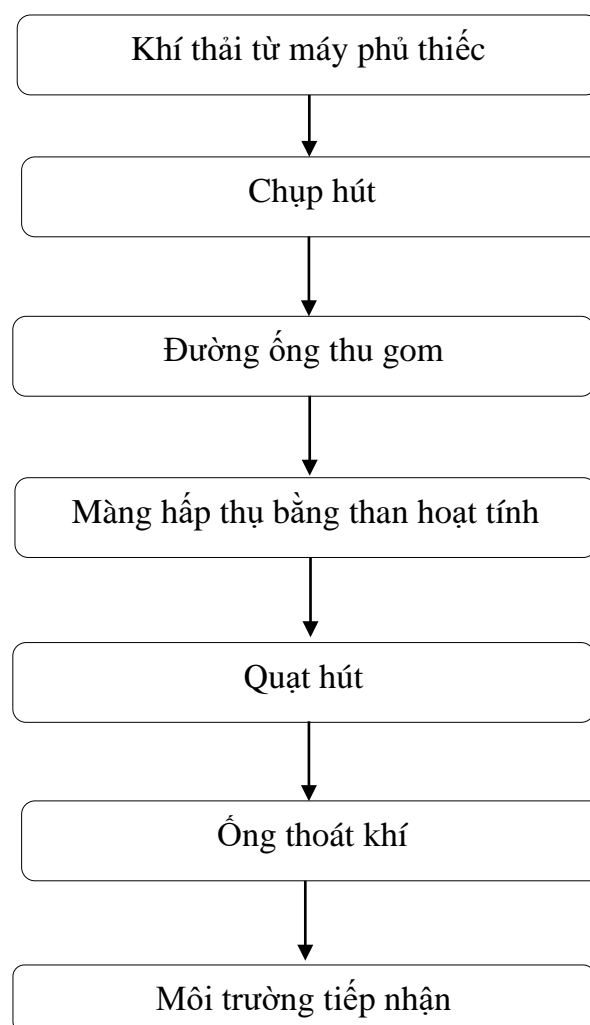 Khí thải từ máy phủ thiếc
Chụp hút
Đường ống thu gom
Màng hấp thụ bằng than hoạt tính
Quạt hút
Ống thoát khí
Môi trường tiếp nhận